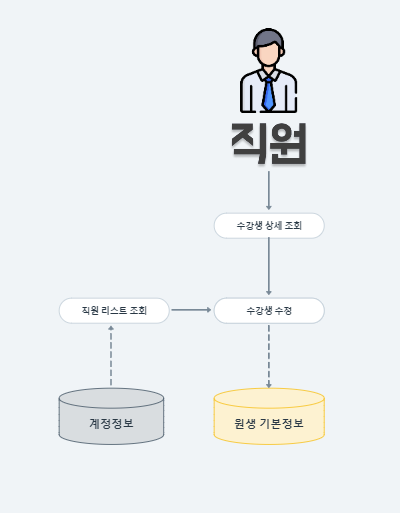 직원
수강생 상세 조회
직원 리스트 조회
수강생 수정
계정정보
원생 기본정보